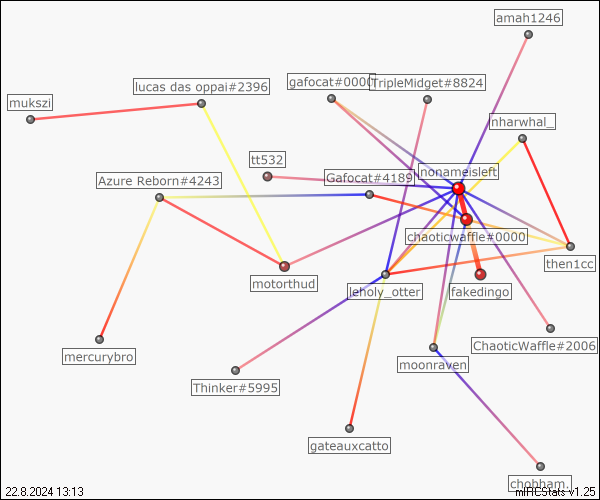 amah1246
lucas das oppai#2396
gafocat#0000
TripleMidget#8824
mukszi
nharwhal_
tt532
nonameisleft
Azure Reborn#4243
Gafocat#4189
chaoticwaffle#0000
then1cc
motorthud
leholy_otter
fakedingo
mercurybro
moonraven
ChaoticWaffle#2006
Thinker#5995
gateauxcatto
chobham.
22.8.2024 13:13
mIRCStats v1.25